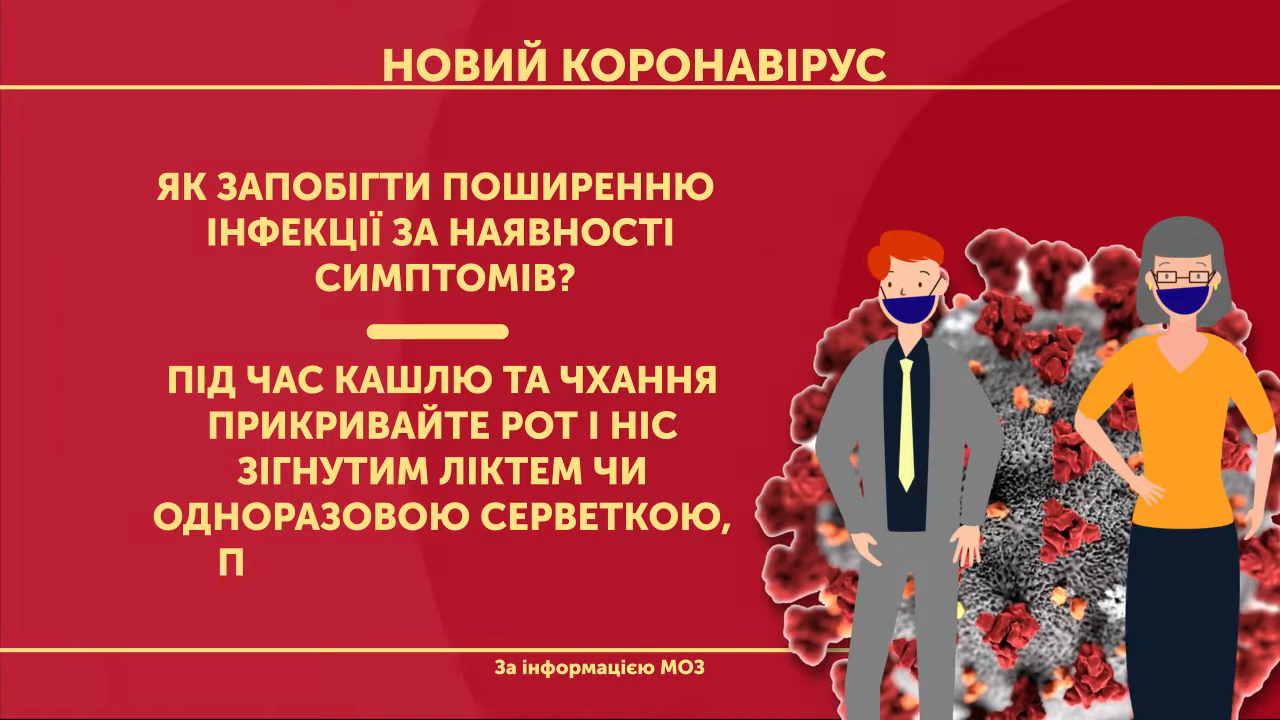 НОВИЙ КОРОНАВІРУС
ЯК ЗАПОБІГТИ ПОШИРЕННЮ
ІНФЕКЦІЇ ЗА НАЯВНОСТІ
СИМПТОМІВ?
ПІД ЧАС КАШЛЮ ТА ЧХАННЯ
ПРИКРИВАЙТЕ РОТ І НІС
ЗІГНУТИМ ЛІКТЕМ ЧИ
ОДНОРАЗОВОЮ СЕРВЕТКОЮ,
П
За інформацією МОЗ